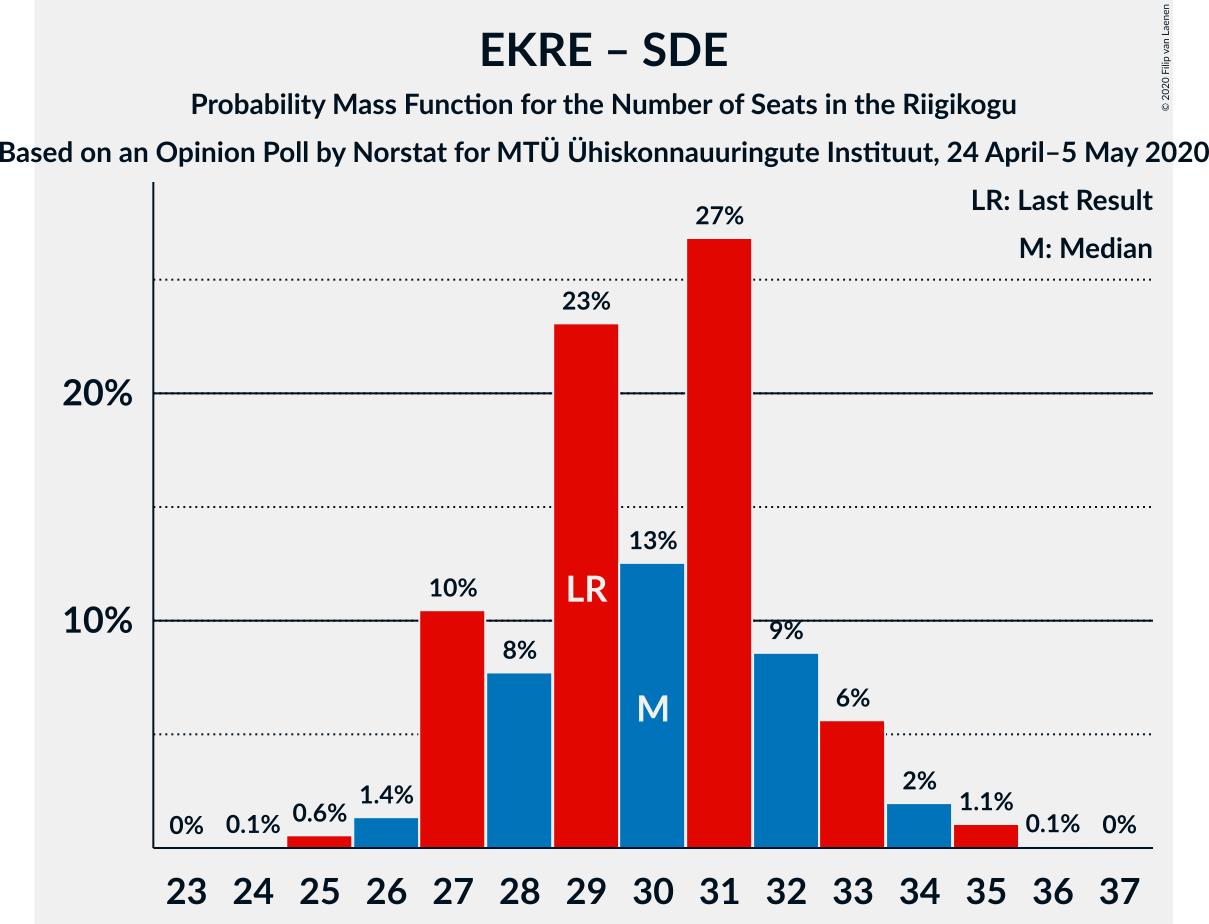 EKRE – SDE
Probability Mass Function for the Number of Seats in the Riigikogu
Based on an Opinion Poll by Norstat for MTÜ Ühiskonnauuringute Instituut, 24 April–5 May 2020
© 2020 Filip van Laenen
LR: Last Result
M: Median
27%
23%
20%
13%
10%
LR
10%
9%
8%
M
6%
2%
1.4%
1.1%
0.6%
0% 0.1% 0.1% 0%
23 24 25 26 27 28 29 30 31 32 33 34 35 36 37